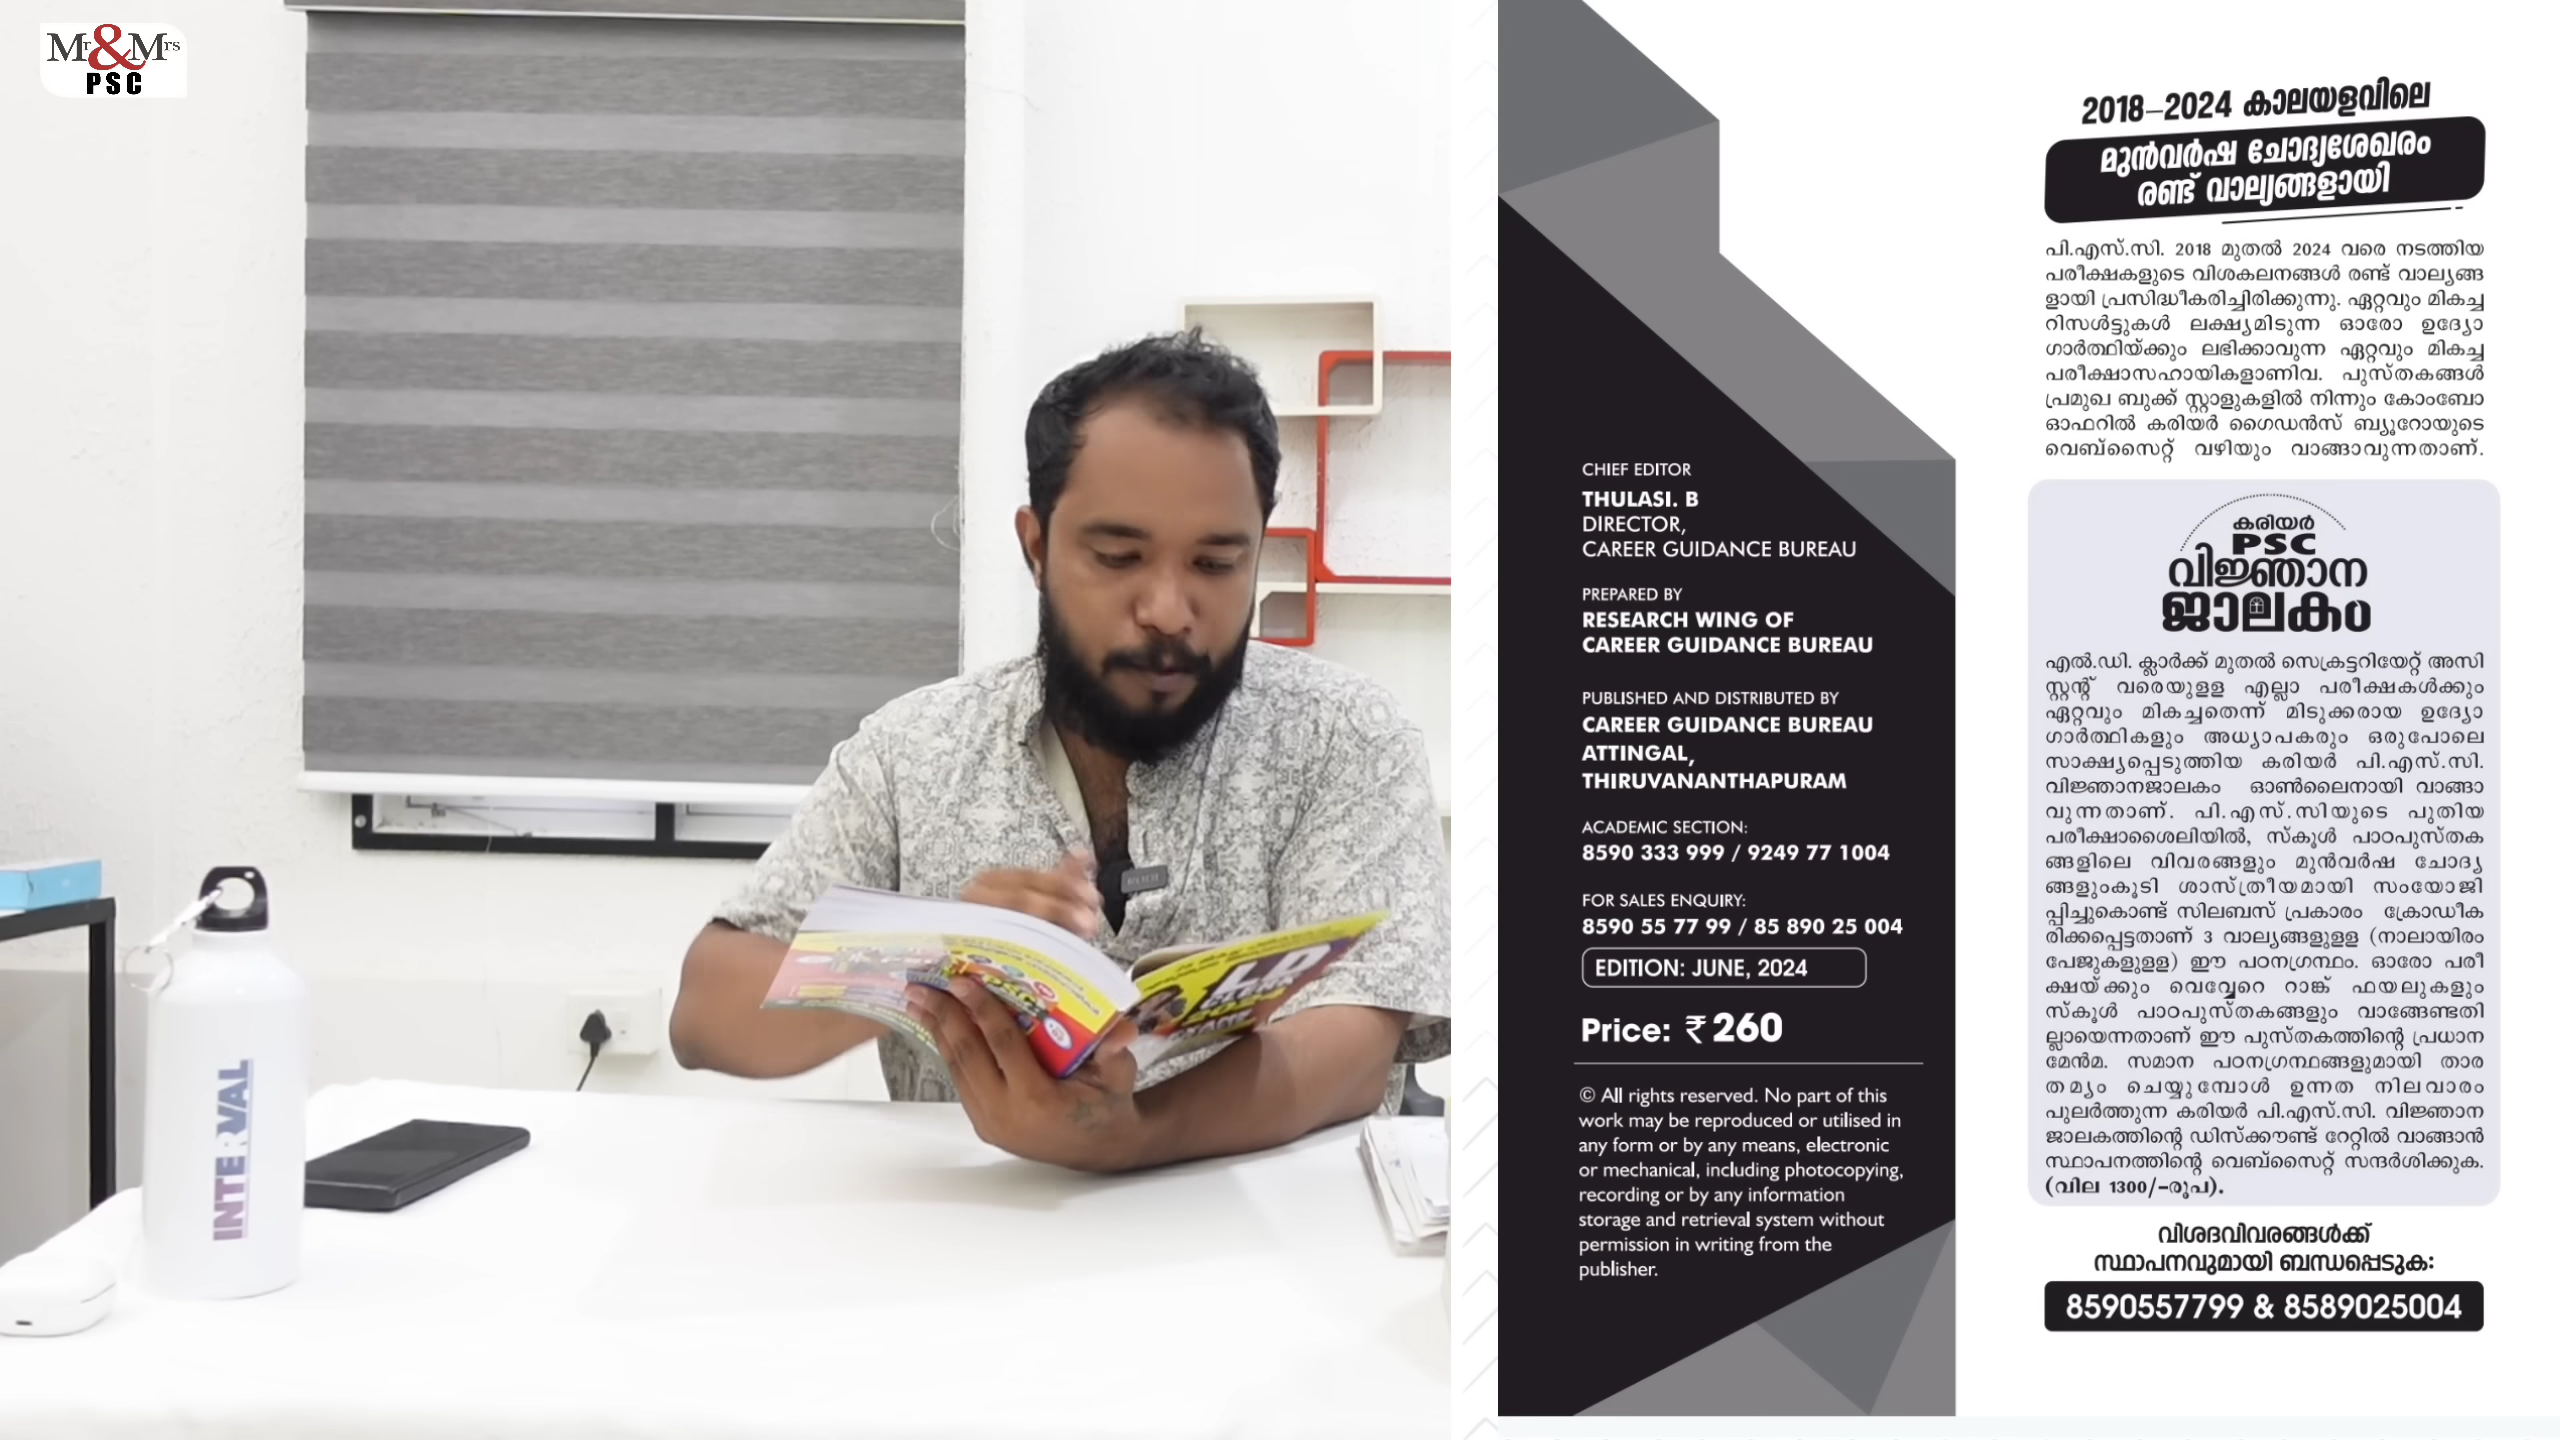 Mr&Mrs
PSC
INTERVAL
LD
CLERK
2024
PSC
CHIEF EDITOR
THULASI. B
DIRECTOR,
CAREER GUIDANCE BUREAU
PREPARED BY
RESEARCH WING OF
CAREER GUIDANCE BUREAU
PUBLISHED AND DISTRIBUTED BY
CAREER GUIDANCE BUREAU
ATTINGAL,
THIRUVANANTHAPURAM
ACADEMIC SECTION:
8590 333 999 / 9249 77 1004
FOR SALES ENQUIRY:
8590 55 77 99 / 85 890 25 004
EDITION: JUNE, 2024
Price: ₹ 260
© All rights reserved. No part of this
work may be reproduced or utilised in
any form or by any means, electronic
or mechanical, including photocopying,
recording or by any information
storage and retrieval system without
permission in writing from the
publisher.
2018–2024 കാലയളവിലെ
മുൻവർഷ ചോദ്യശേഖരം
രണ്ട് വാല്യങ്ങളായി
പി.എസ്.സി. 2018 മുതൽ 2024 വരെ നടത്തിയ
പരീക്ഷകളുടെ വിശകലനങ്ങൾ രണ്ട് വാല്യങ്ങ
ളായി പ്രസിദ്ധീകരിച്ചിരിക്കുന്നു. ഏറ്റവും മികച്ച
റിസൾട്ടുകൾ ലക്ഷ്യമിടുന്ന ഓരോ ഉദ്യോ
ഗാർത്ഥിയ്ക്കും ലഭിക്കാവുന്ന ഏറ്റവും മികച്ച
പരീക്ഷാസഹായികളാണിവ. പുസ്തകങ്ങൾ
പ്രമുഖ ബുക്ക് സ്റ്റാളുകളിൽ നിന്നും കോംബോ
ഓഫറിൽ കരിയർ ഗൈഡൻസ് ബ്യൂറോയുടെ
വെബ്സൈറ്റ് വഴിയും വാങ്ങാവുന്നതാണ്.
കരിയർ
PSC
വിജ്ഞാന
ജാലകം
എൽ.ഡി. ക്ലാർക്ക് മുതൽ സെക്രട്ടറിയേറ്റ് അസി
സ്റ്റന്റ് വരെയുളള എല്ലാ പരീക്ഷകൾക്കും
ഏറ്റവും മികച്ചതെന്ന് മിടുക്കരായ ഉദ്യോ
ഗാർത്ഥികളും അധ്യാപകരും ഒരുപോലെ
സാക്ഷ്യപ്പെടുത്തിയ കരിയർ പി.എസ്.സി.
വിജ്ഞാനജാലകം ഓൺലൈനായി വാങ്ങാ
വുന്നതാണ്. പി.എസ്.സിയുടെ പുതിയ
പരീക്ഷാശൈലിയിൽ, സ്കൂൾ പാഠപുസ്തക
ങ്ങളിലെ വിവരങ്ങളും മുൻവർഷ ചോദ്യ
ങ്ങളുംകൂടി ശാസ്ത്രീയമായി സംയോജി
പ്പിച്ചുകൊണ്ട് സിലബസ് പ്രകാരം ക്രോഡീക
രിക്കപ്പെട്ടതാണ് 3 വാല്യങ്ങളുളള (നാലായിരം
പേജുകളുളള) ഈ പഠനഗ്രന്ഥം. ഓരോ പരീ
ക്ഷയ്ക്കും വെവ്വേറെ റാങ്ക് ഫയലുകളും
സ്കൂൾ പാഠപുസ്തകങ്ങളും വാങ്ങേണ്ടതി
ല്ലായെന്നതാണ് ഈ പുസ്തകത്തിന്റെ പ്രധാന
മേൻമ. സമാന പഠനഗ്രന്ഥങ്ങളുമായി താര
തമ്യം ചെയ്യുമ്പോൾ ഉന്നത നിലവാരം
പുലർത്തുന്ന കരിയർ പി.എസ്.സി. വിജ്ഞാന
ജാലകത്തിന്റെ ഡിസ്ക്കൗണ്ട് റേറ്റിൽ വാങ്ങാൻ
സ്ഥാപനത്തിന്റെ വെബ്സൈറ്റ് സന്ദർശിക്കുക.
(വില 1300/-രൂപ).
വിശദവിവരങ്ങൾക്ക്
സ്ഥാപനവുമായി ബന്ധപ്പെടുക:
8590557799 & 8589025004